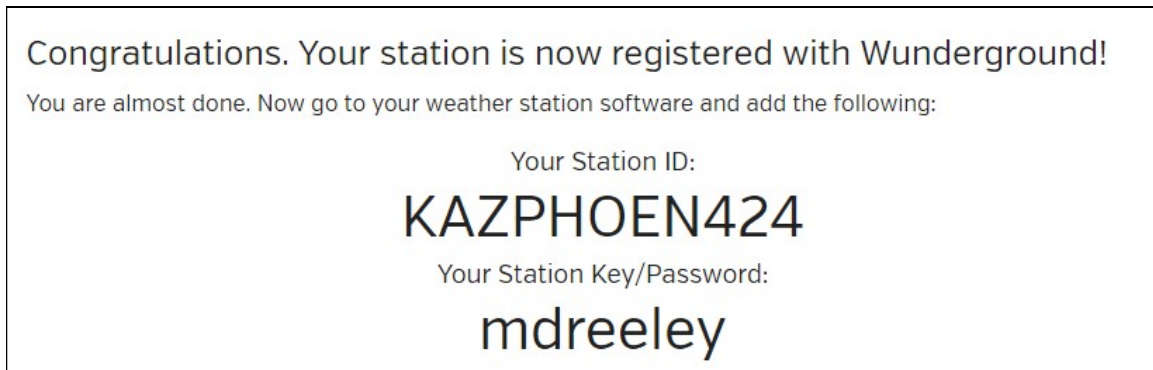 Congratulations. Your station is now registered with Wunderground!
You are almost done. Now go to your weather station software and add the following:
Your Station ID:
KAZPHOEN424
Your Station Key/Password:
mdreeley